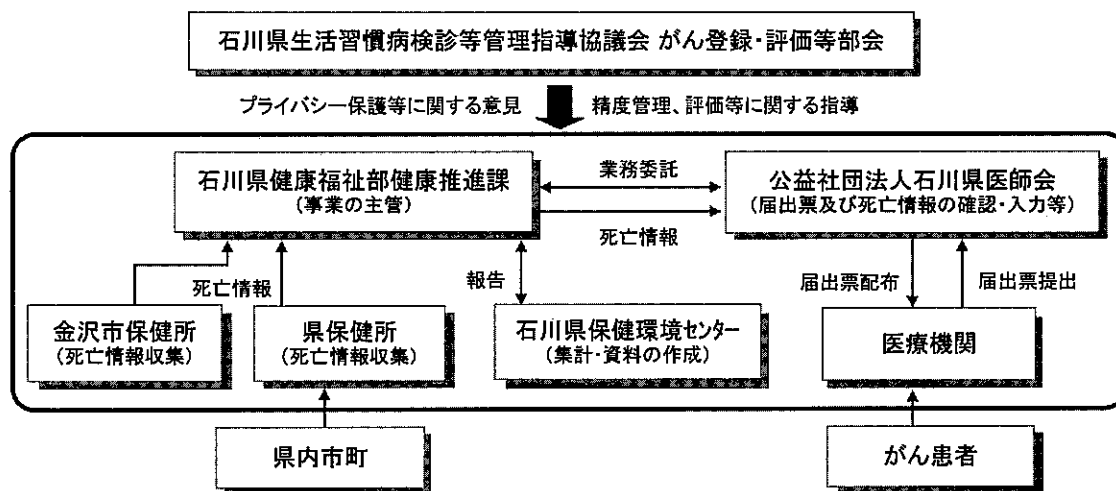 石川県生活習慣病検診等管理指導協議会 がん登録・評価等部会
プライバシー保護等に関する意見
精度管理、評価等に関する指導
石川県健康福祉部健康推進課
(事業の主管)
業務委託
死亡情報
公益社団法人石川県医師会
(届出票及び死亡情報の確認・入力等)
死亡情報
報告
届出票配布
届出票提出
金沢市保健所
(死亡情報収集)
県保健所
(死亡情報収集)
石川県保健環境センター
(集計・資料の作成)
医療機関
県内市町
がん患者